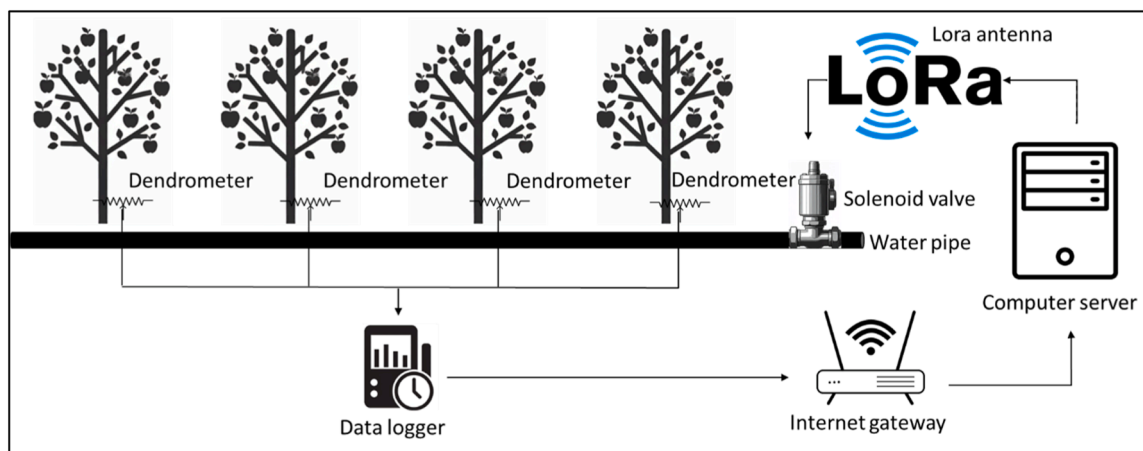 Lora antenna
LoRa
Dendrometer
Dendrometer
Dendrometer
Dendrometer
Solenoid valve
Water pipe
Computer server
Internet gateway
Data logger